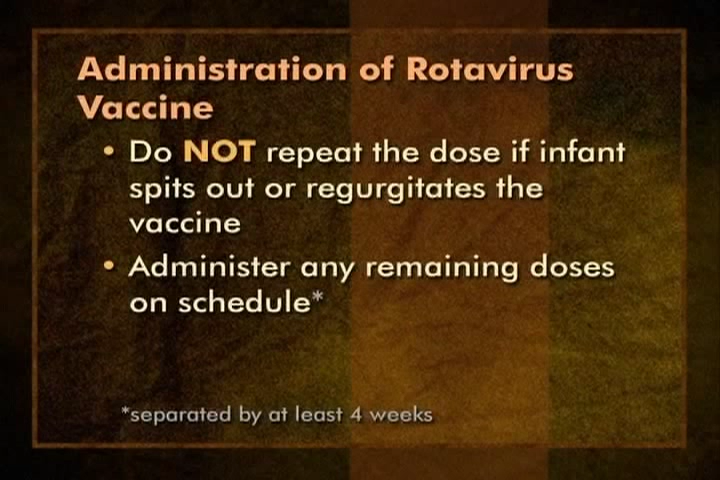 Administration of Rotavirus
Vaccine
• Do NOT repeat the dose if infant
spits out or regurgitates the
vaccine
• Administer any remaining doses
on schedule*
*separated by at least 4 weeks